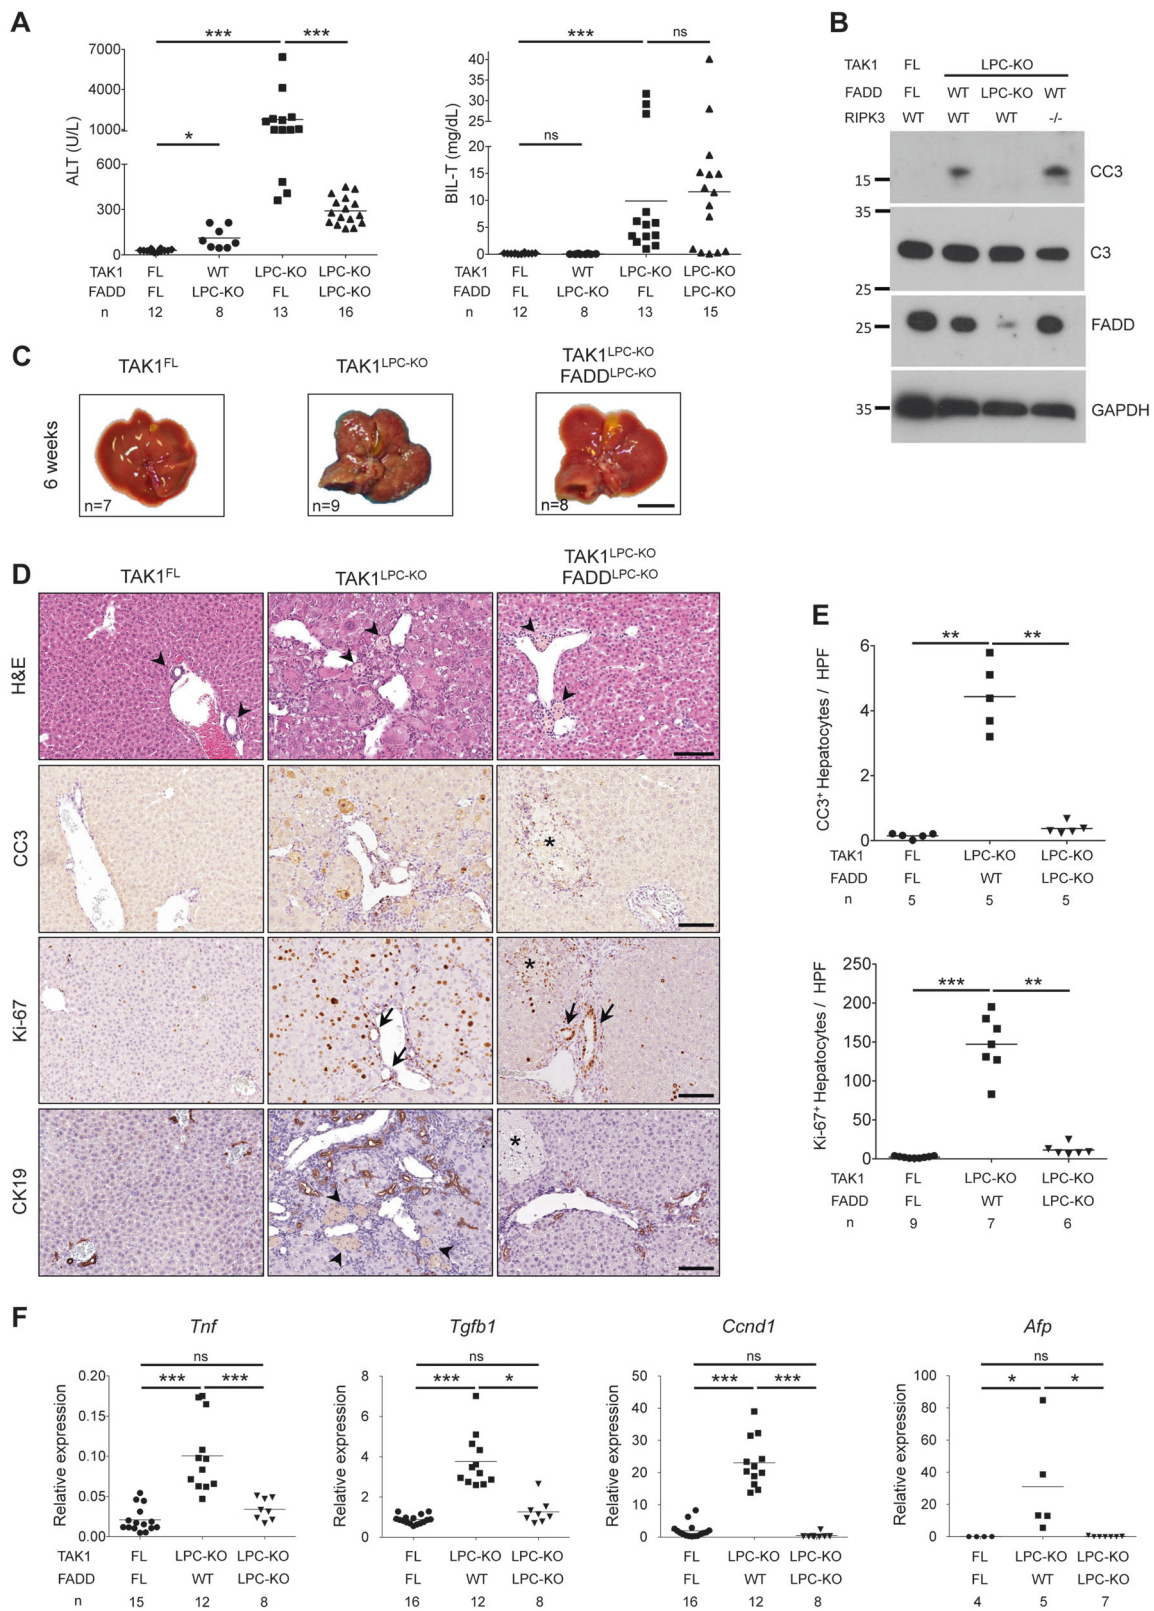 A
***
***
7000
4000
1000
600
300
0
ALT (U/L)
*
TAK1 FL WT LPC-KO LPC-KO
FADD FL LPC-KO FL LPC-KO
n 12 8 13 16
***
ns
40
35
30
25
20
15
10
5
0
BIL-T (mg/dL)
ns
TAK1 FL WT LPC-KO LPC-KO
FADD FL LPC-KO FL LPC-KO
n 12 8 13 15
B
TAK1 FL LPC-KO
FADD FL WT LPC-KO WT
RIPK3 WT WT WT -/-
15
CC3
35
C3
25
25
FADD
35
GAPDH
C
TAK1FL
TAK1LPC-KO
TAK1LPC-KO
FADDLPC-KO
6 weeks
n=7
n=9
n=8
D
TAK1FL
TAK1LPC-KO
TAK1LPC-KO
FADDLPC-KO
H&E
CC3
*
Ki-67
*
CK19
*
E
** **
6
4
2
0
CC3+ Hepatocytes / HPF
TAK1 FL LPC-KO LPC-KO
FADD FL WT LPC-KO
n 5 5 5
*** **
250
200
150
100
50
0
Ki-67+ Hepatocytes / HPF
TAK1 FL LPC-KO LPC-KO
FADD FL WT LPC-KO
n 9 7 6
F
Tnf
ns
*** ***
0.20
0.15
0.10
0.05
0.00
Relative expression
TAK1 FL LPC-KO LPC-KO
FADD FL WT LPC-KO
n 15 12 8
Tgfb1
ns
*** *
8
6
4
2
0
Relative expression
FL LPC-KO LPC-KO
FL WT LPC-KO
16 12 8
Ccnd1
ns
*** ***
50
40
30
20
10
0
Relative expression
FL LPC-KO LPC-KO
FL WT LPC-KO
16 12 8
Afp
ns
* *
100
80
60
40
20
0
Relative expression
FL LPC-KO LPC-KO
FL WT LPC-KO
4 5 7